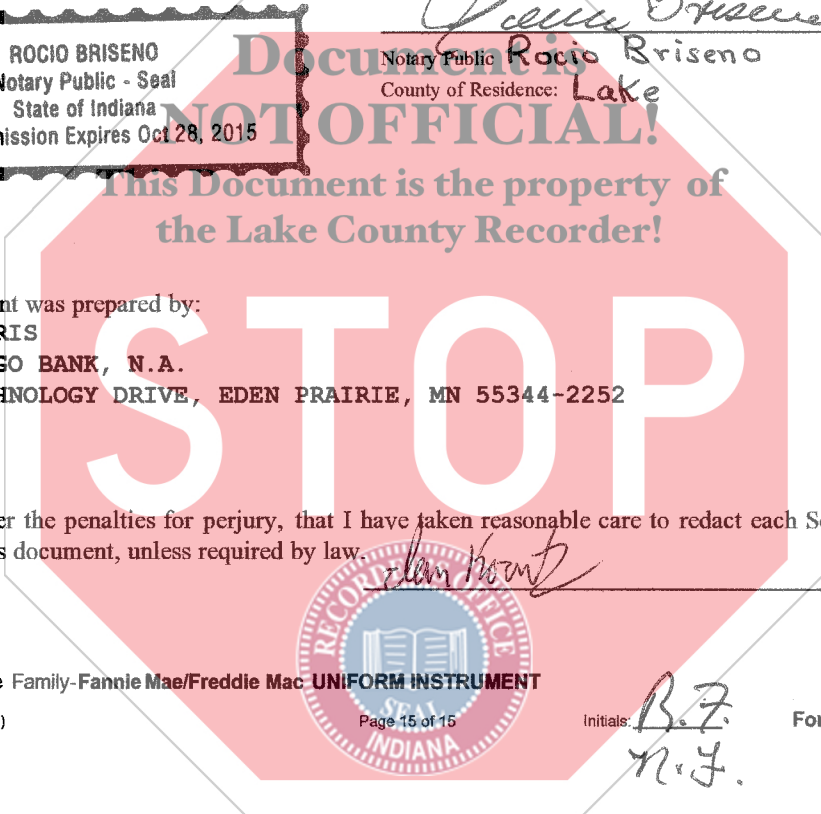 ROCIO BRISENO
Notary Public - Seal
State of Indiana
mission Expires Oct 28, 2015
Notary Public Rocio Briseno
County of Residence: Lake
Document is
NOT OFFICIAL!
This Document is the property of
the Lake County Recorder!
STOP
nt was prepared by:
RIS
GO BANK, N.A.
HNOLOGY DRIVE, EDEN PRAIRIE, MN 55344-2252
er the penalties for perjury, that I have taken reasonable care to redact each S
s document, unless required by law.
RECORDER'S OFFICE
SEAL
INDIANA
e Family-Fannie Mae/Freddie Mac UNIFORM INSTRUMENT
)
Page 15 of 15
Initials: B.F.
N.F.
For